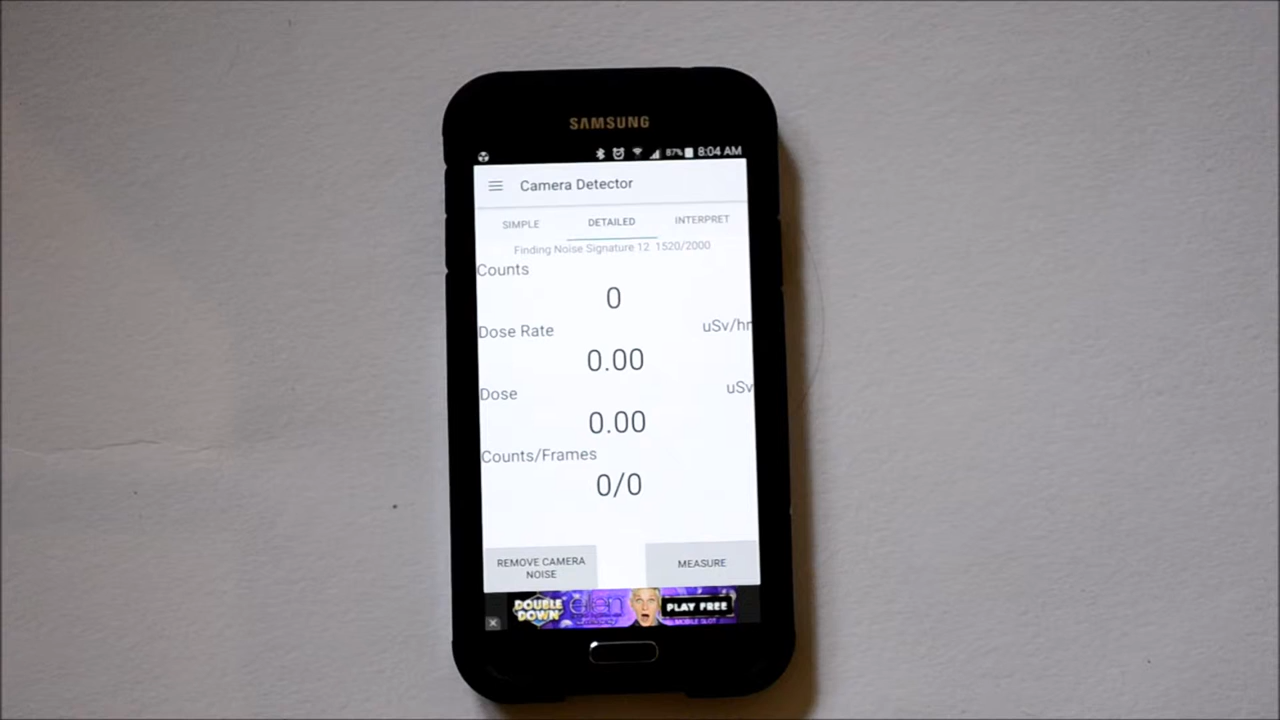 SAMSUNG
87% 8:04 AM
Camera Detector
SIMPLE DETAILED INTERPRET
Finding Noise Signature 12 1520/2000
Counts
0
Dose Rate uSv/hr
0.00
Dose uSv
0.00
Counts/Frames
0/0
REMOVE CAMERA
NOISE
MEASURE
DOUBLE
DOWN
PLAY FREE
MOBILE SLOT